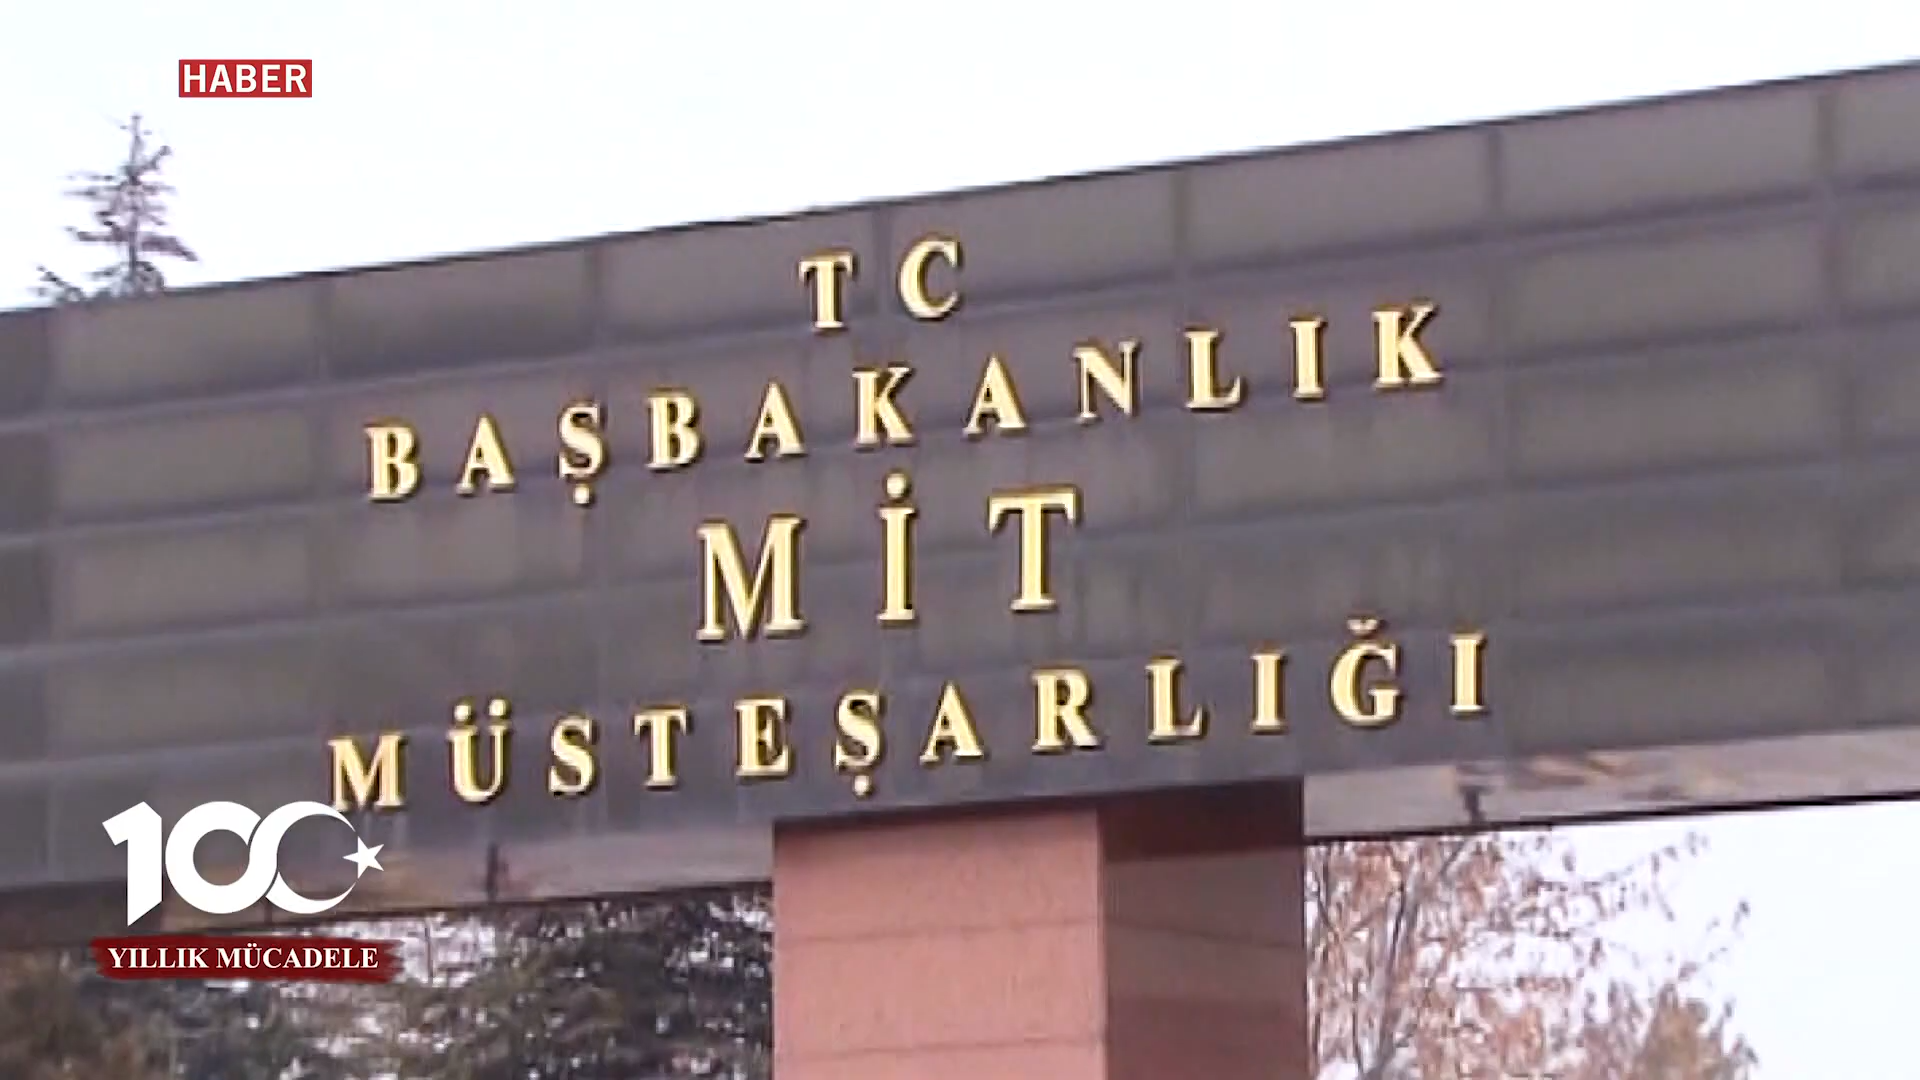 HABER
TC
BAŞBAKANLIK
MİT
MÜSTEŞARLIĞI
100
YILLIK MÜCADELE